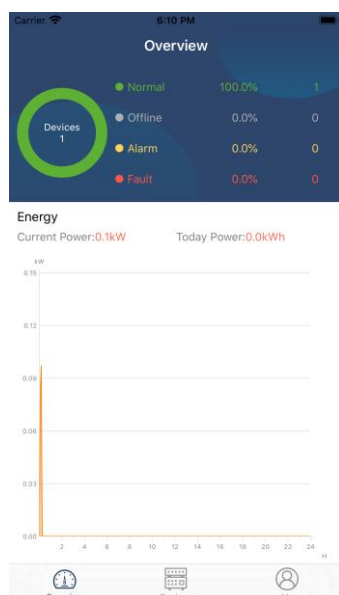 Carrier 6:10 PM
Overview
Devices
1
Normal 100.0% 1
Offline 0.0% 0
Alarm 0.0% 0
Fault 0.0% 0
Energy
Current Power:0.1kW Today Power:0.0kWh
kW
0.15
0.12
0.09
0.06
0.03
0.00
2 4 6 8 10 12 14 16 18 20 22 24
H